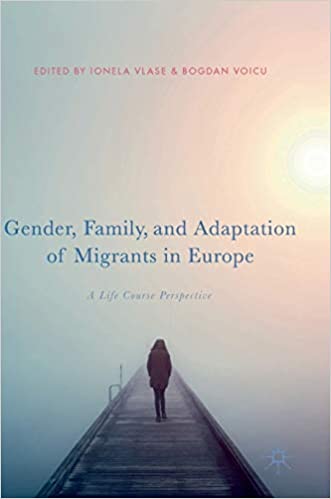 EDITED BY IONELA VLASE & BOGDAN VOICU
Gender, Family, and Adaptation
of Migrants in Europe
A Life Course Perspective